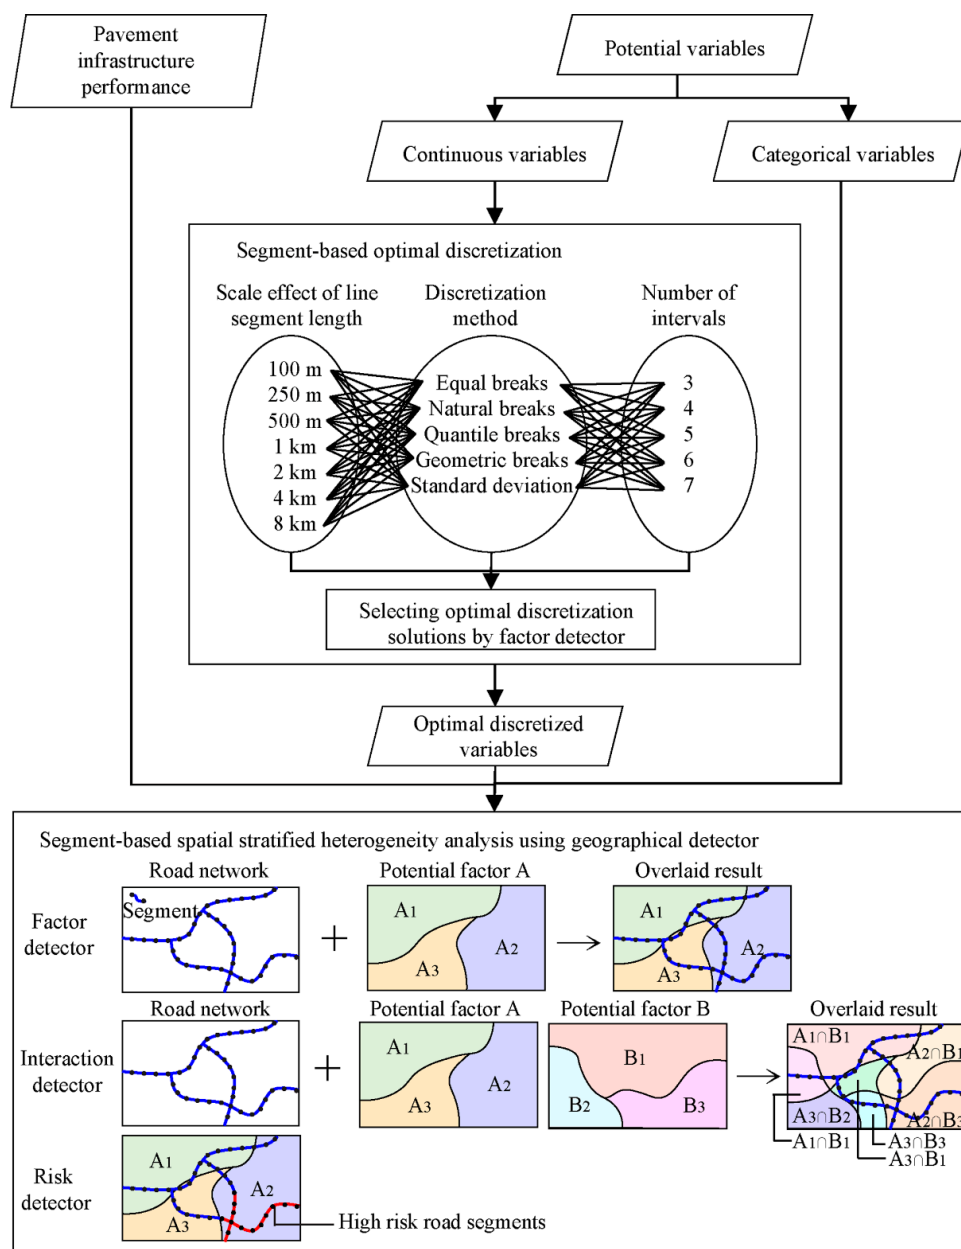 Pavement
infrastructure
performance
Potential variables
Continuous variables
Categorical variables
Segment-based optimal discretization
Scale effect of line
segment length
Discretization
method
Number of
intervals
100 m
250 m
500 m
1 km
2 km
4 km
8 km
Equal breaks
Natural breaks
Quantile breaks
Geometric breaks
Standard deviation
3
4
5
6
7
Selecting optimal discretization
solutions by factor detector
Optimal discretized
variables
Segment-based spatial stratified heterogeneity analysis using geographical detector
Road network
Potential factor A
Overlaid result
Factor
detector
Segment
+
A1
A2
A3
A1
A2
A3
Road network
Potential factor A
Potential factor B
Overlaid result
Interaction
detector
+
A1
A2
A3
B1
B2
B3
A1∩B1
A2∩B1
A3∩B2
A2∩B3
A1∩B1
A3∩B3
A3∩B1
Risk
detector
A1
A2
A3
High risk road segments